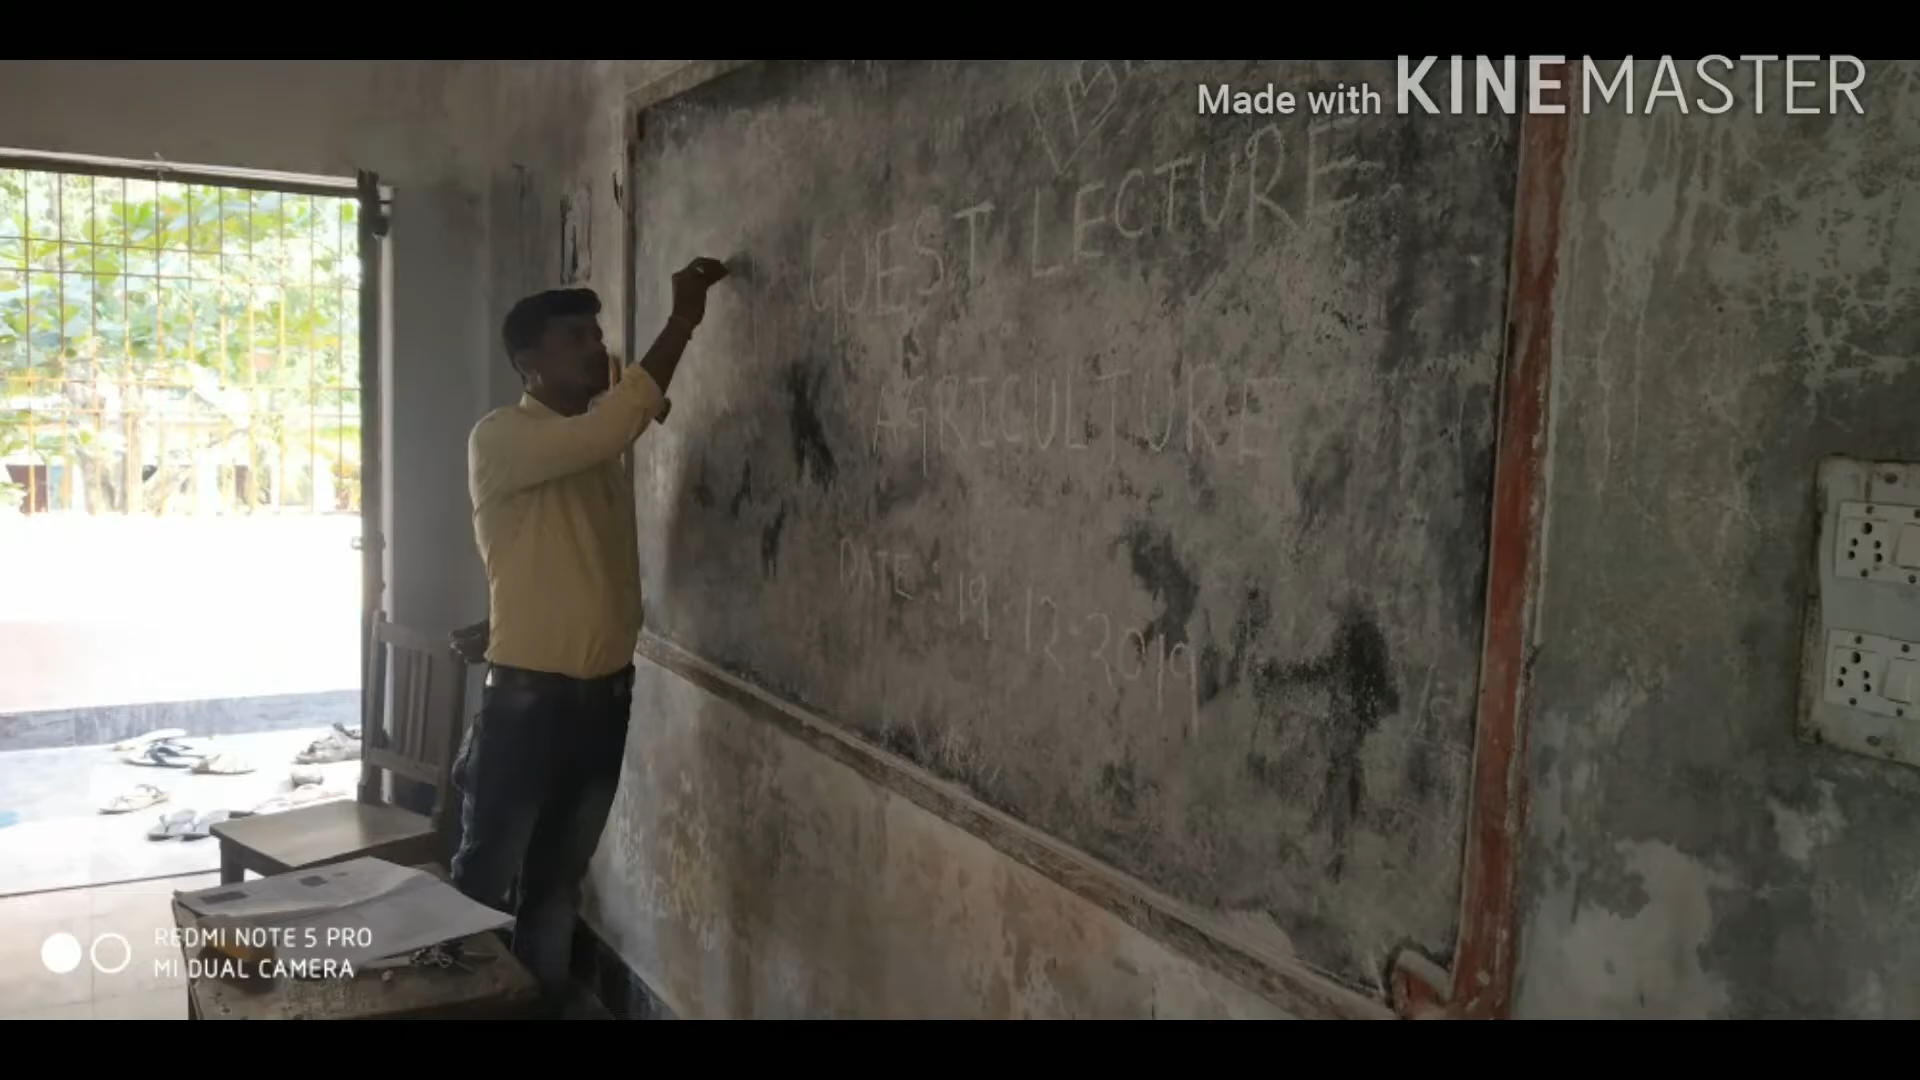 Made with KINEMASTER
GUEST LECTURE
AGRICULTURE
DATE: 19.12.2019
REDMI NOTE 5 PRO
MI DUAL CAMERA